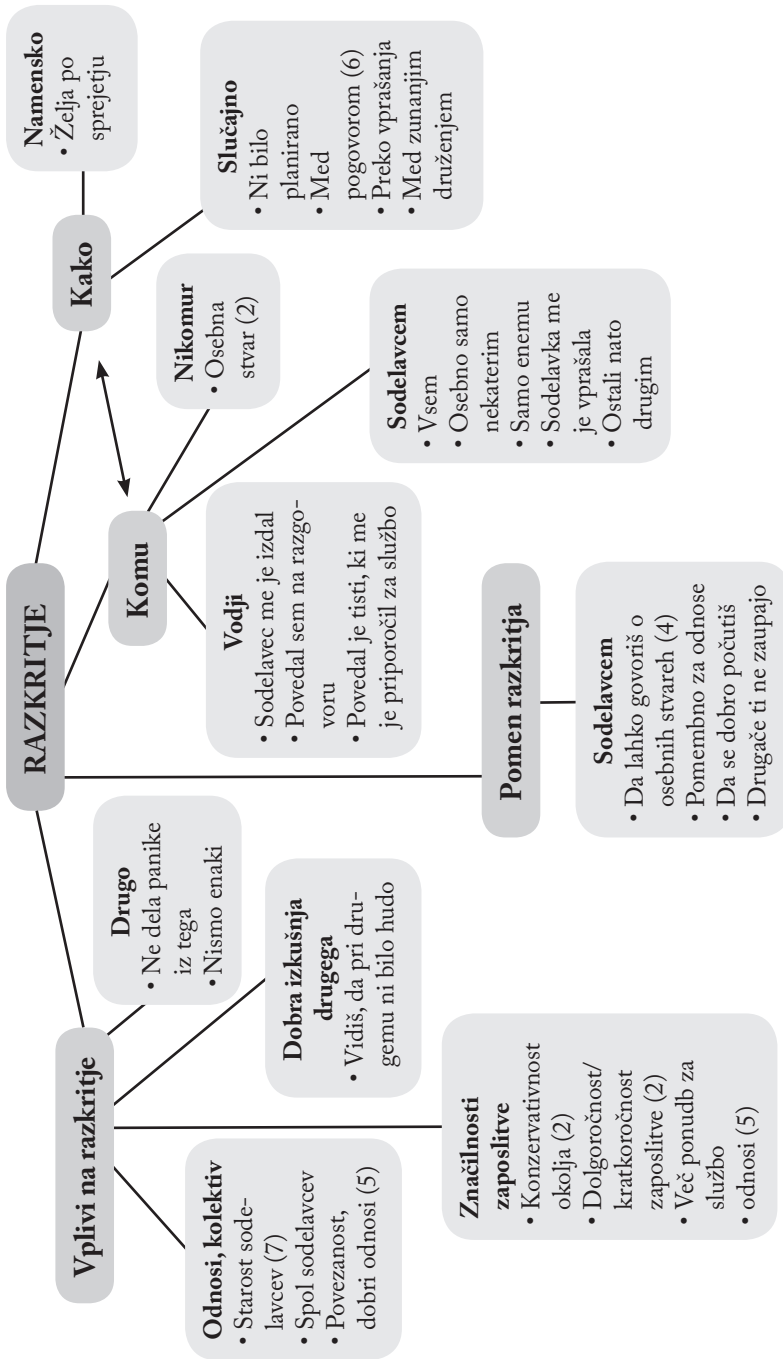 RAZKRITJE
Vplivi na razkritje
Odnosi, kolektiv
• Starost sode-
lavcev (7)
• Spol sodelavcev
• Povezanost,
dobri odnosi (5)
Značilnosti
zaposlitve
• Konzervativnost
okolja (2)
• Dolgoročnost/
kratkoročnost
zaposlitve (2)
• Več ponudb za
službo
• odnosi (5)
Dobra izkušnja
drugega
• Vidiš, da pri dru-
gemu ni bilo hudo
Drugo
• Ne dela panike
iz tega
• Nismo enaki
Pomen razkritja
Sodelavcem
• Da lahko govoriš o
osebnih stvareh (4)
• Pomembno za odnose
• Da se dobro počutiš
• Drugače ti ne zaupajo
Komu
Vodji
• Sodelavec me je izdal
• Povedal sem na razgo-
voru
• Povedal je tisti, ki me
je priporočil za službo
Sodelavcem
• Vsem
• Osebno samo
nekaterim
• Samo enemu
• Sodelavka me
je vprašala
• Ostali nato
drugim
Nikomur
• Osebna
stvar (2)
Kako
Slučajno
• Ni bilo
planirano
• Med
pogovorom (6)
• Preko vprašanja
• Med zunanjim
druženjem
Namensko
• Želja po
sprejetju